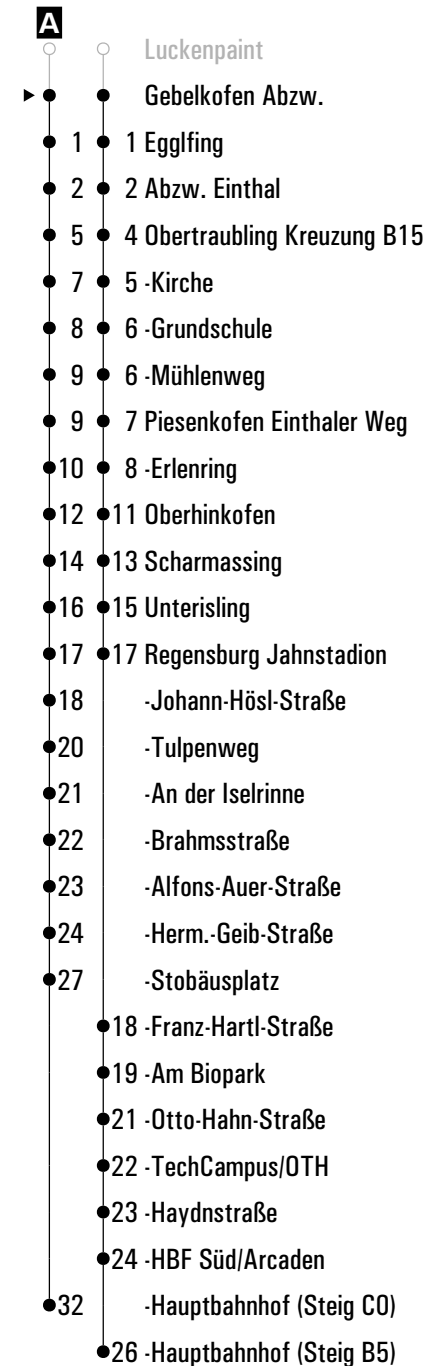 A
Luckenpaint
Gebelkofen Abzw.
1 1 Egglfing
2 2 Abzw. Einthal
5 4 Obertraubling Kreuzung B15
7 5 -Kirche
8 6 -Grundschule
9 6 -Mühlenweg
9 7 Piesenkofen Einthaler Weg
10 8 -Erlenring
12 11 Oberhinkofen
14 13 Scharmassing
16 15 Unterisling
17 17 Regensburg Jahnstadion
18 -Johann-Hösl-Straße
20 -Tulpenweg
21 -An der Iselrinne
22 -Brahmsstraße
23 -Alfons-Auer-Straße
24 -Herm.-Geib-Straße
27 -Stobäusplatz
18 -Franz-Hartl-Straße
19 -Am Biopark
21 -Otto-Hahn-Straße
22 -TechCampus/OTH
23 -Haydnstraße
24 -HBF Süd/Arcaden
32 -Hauptbahnhof (Steig C0)
26 -Hauptbahnhof (Steig B5)